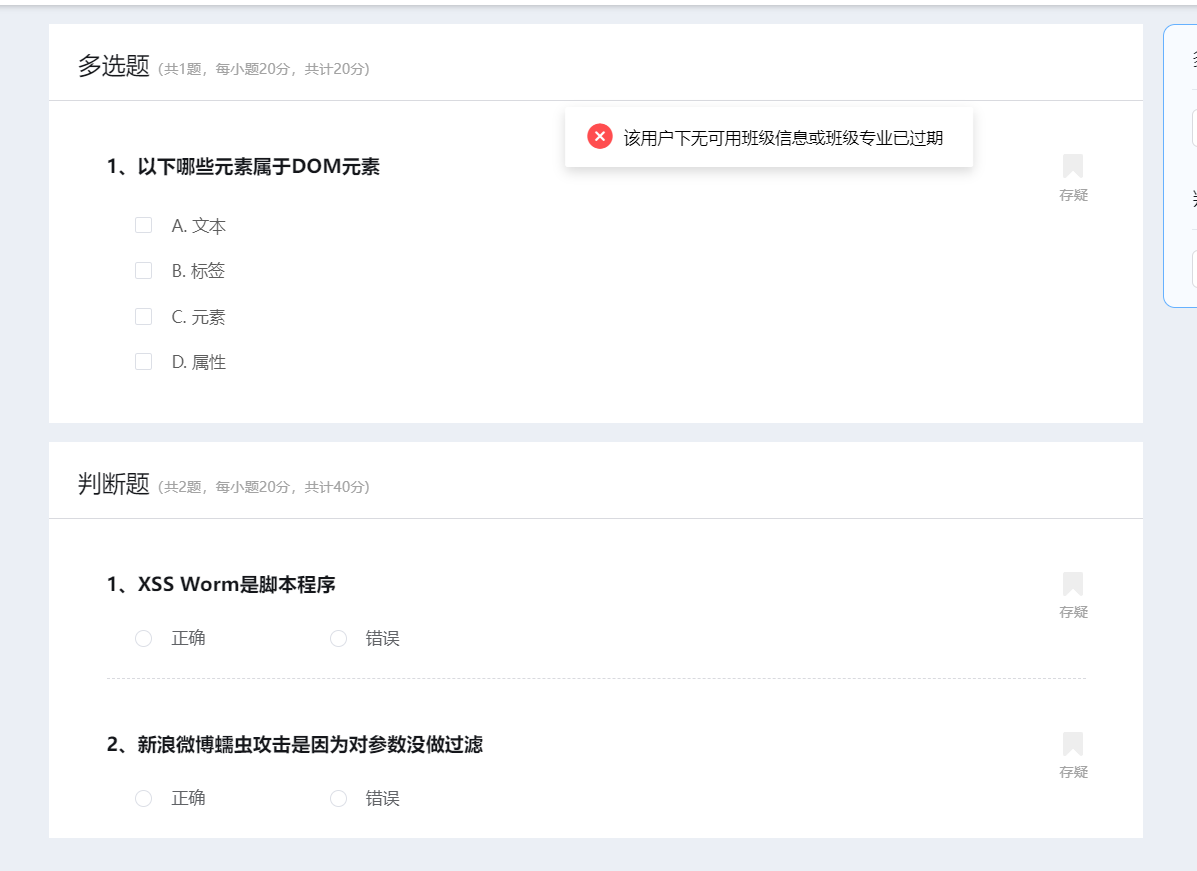 多选题 (共1题，每小题20分，共计20分)
该用户下无可用班级信息或班级专业已过期
1、以下哪些元素属于DOM元素
存疑
A. 文本
B. 标签
C. 元素
D. 属性
判断题 (共2题，每小题20分，共计40分)
1、XSS Worm是脚本程序
存疑
正确 错误
2、新浪微博蠕虫攻击是因为对参数没做过滤
存疑
正确 错误